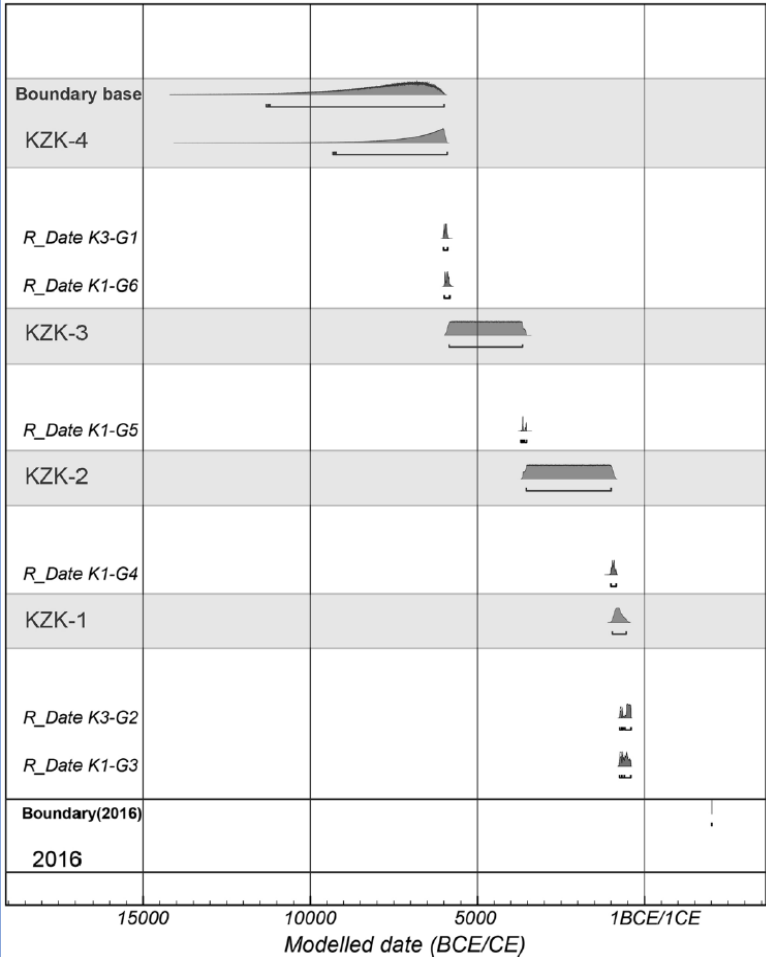 Boundary base
KZK-4
R_Date K3-G1
R_Date K1-G6
KZK-3
R_Date K1-G5
KZK-2
R_Date K1-G4
KZK-1
R_Date K3-G2
R_Date K1-G3
Boundary(2016)
2016
15000 10000 5000 1BCE/1CE
Modelled date (BCE/CE)